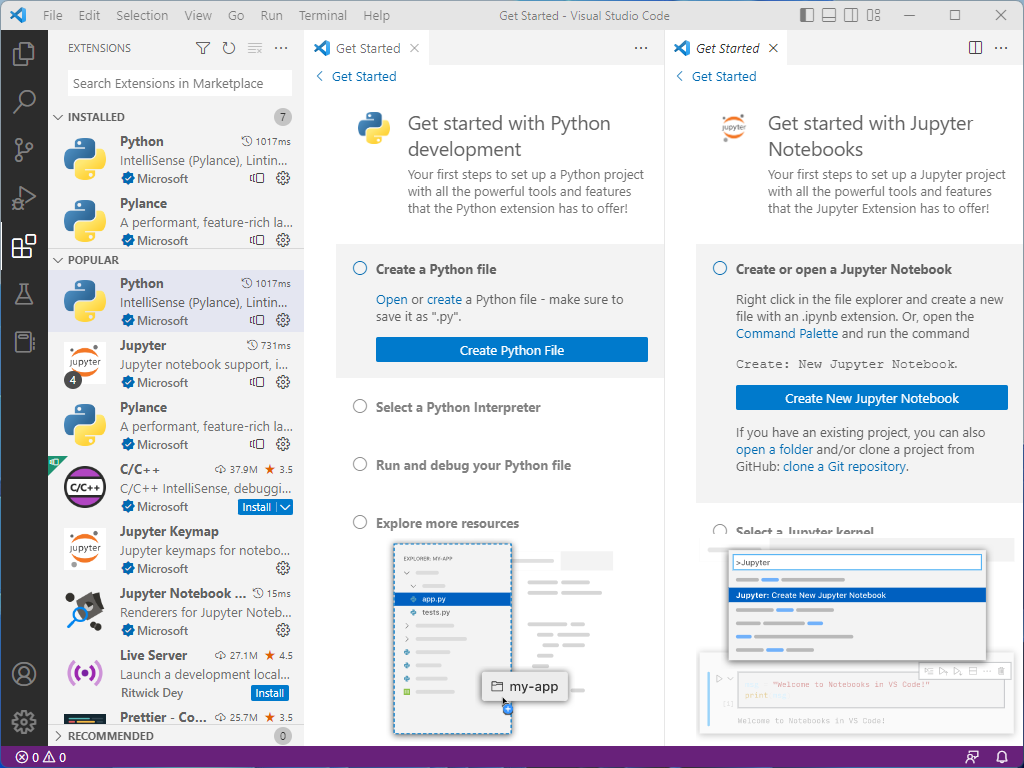 File Edit Selection View Go Run Terminal Help
Get Started - Visual Studio Code
EXTENSIONS
Search Extensions in Marketplace
INSTALLED 7
Python 1017ms
IntelliSense (Pylance), Lintin...
Microsoft
Pylance
A performant, feature-rich la...
Microsoft
POPULAR
Python 1017ms
IntelliSense (Pylance), Lintin...
Microsoft
Jupyter 731ms
Jupyter notebook support, i...
4 Microsoft
Pylance
A performant, feature-rich la...
Microsoft
C/C++ 37.9M 3.5
C/C++ IntelliSense, debuggi...
Microsoft Install
Jupyter Keymap
Jupyter keymaps for notebo...
Microsoft
Jupyter Notebook ... 15ms
Renderers for Jupyter Noteb...
Microsoft
Live Server 27.1M 4.5
Launch a development local...
Ritwick Dey Install
Prettier - Co... 25.7M 3.5
RECOMMENDED 0
Get Started
Get Started
Get started with Python
development
Your first steps to set up a Python project
with all the powerful tools and features
that the Python extension has to offer!
Create a Python file
Open or create a Python file - make sure to
save it as ".py".
Create Python File
Select a Python Interpreter
Run and debug your Python file
Explore more resources
EXPLORER: MY-APP
app.py
tests.py
my-app
Get Started
Get Started
jupyter
Get started with Jupyter
Notebooks
Your first steps to set up a Jupyter project
with all the powerful tools and features
that the Jupyter Extension has to offer!
Create or open a Jupyter Notebook
Right click in the file explorer and create a new
file with an .ipynb extension. Or, open the
Command Palette and run the command
Create: New Jupyter Notebook.
Create New Jupyter Notebook
If you have an existing project, you can also
open a folder and/or clone a project from
GitHub: clone a Git repository.
Select a Jupyter kernel
>Jupyter
Jupyter: Create New Jupyter Notebook
"Welcome to Notebooks in VS Code!"
print
Welcome to Notebooks in VS Code!
jupyter
C/C++
jupyter
0 0